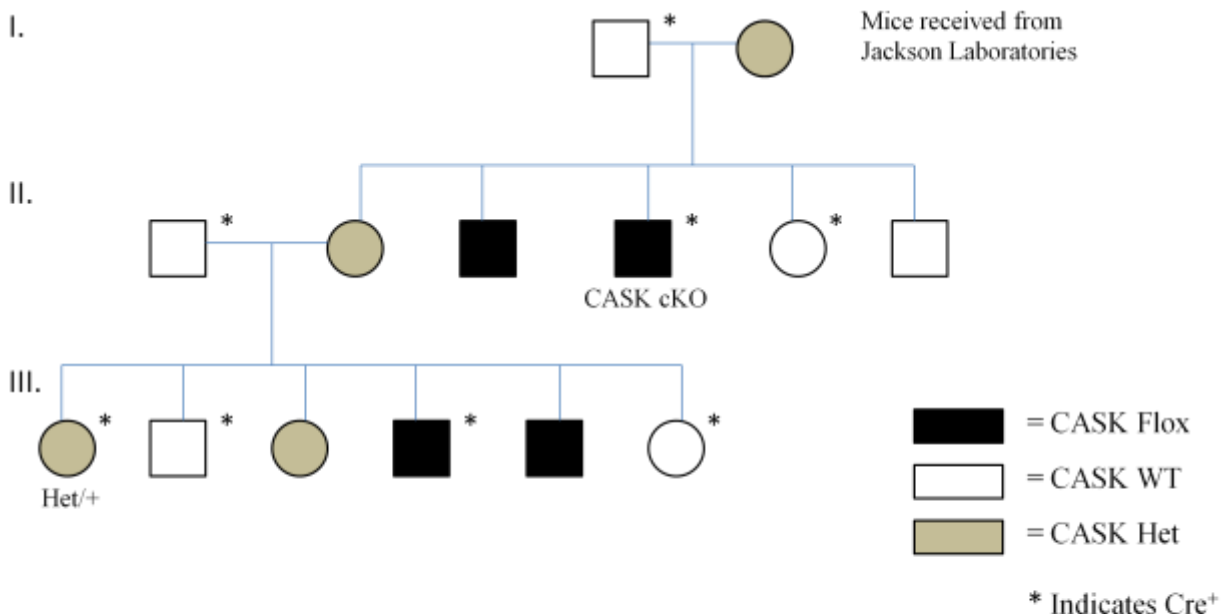 I.
*
Mice received from
Jackson Laboratories
II.
*
*
*
CASK cKO
III.
*
*
*
*
Het/+
= CASK Flox
= CASK WT
= CASK Het
* Indicates Cre⁺